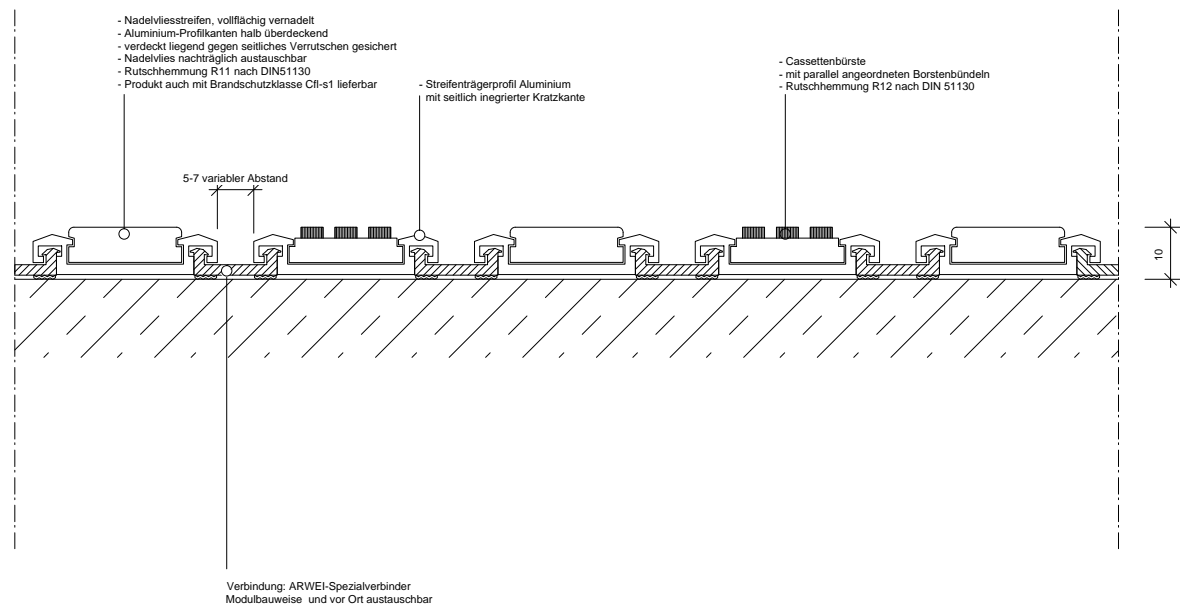 - Nadelvliesstreifen, vollflächig vernadelt
- Aluminium-Profilkanten halb überdeckend
- verdeckt liegend gegen seitliches Verrutschen gesichert
- Nadelvlies nachträglich austauschbar
- Rutschhemmung R11 nach DIN51130
- Produkt auch mit Brandschutzklasse Cfl-s1 lieferbar
- Streifenträgerprofil Aluminium
mit seitlich inegrierter Kratzkante
- Cassettenbürste
- mit parallel angeordneten Borstenbündeln
- Rutschhemmung R12 nach DIN 51130
5-7 variabler Abstand
10
Verbindung: ARWEI-Spezialverbinder
Modulbauweise und vor Ort austauschbar